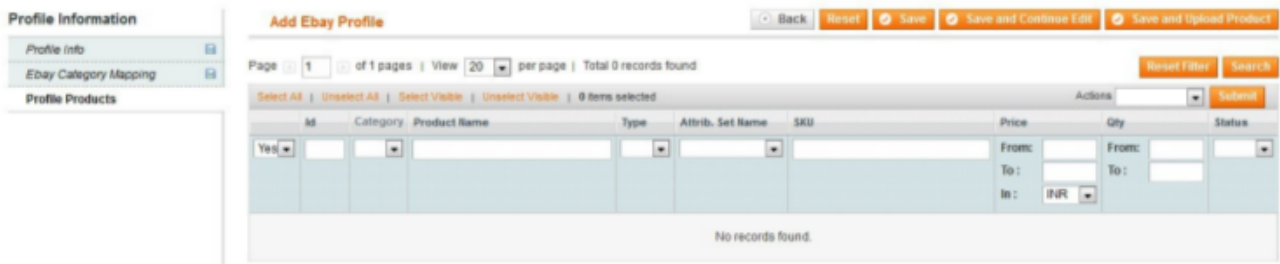 Profile Information
Profile Info
Ebay Category Mapping
Profile Products
Add Ebay Profile
Back Reset Save Save and Continue Edit Save and Upload Product
Page 1 of 1 pages | View 20 per page | Total 0 records found
Reset Filter Search
Select All | Unselect All | Select Visible | Unselect Visible | 0 items selected
Actions Submit
Id Category Product Name Type Attrib. Set Name SKU Price Qty Status
Yes From: From:
To : To :
In : INR
No records found.